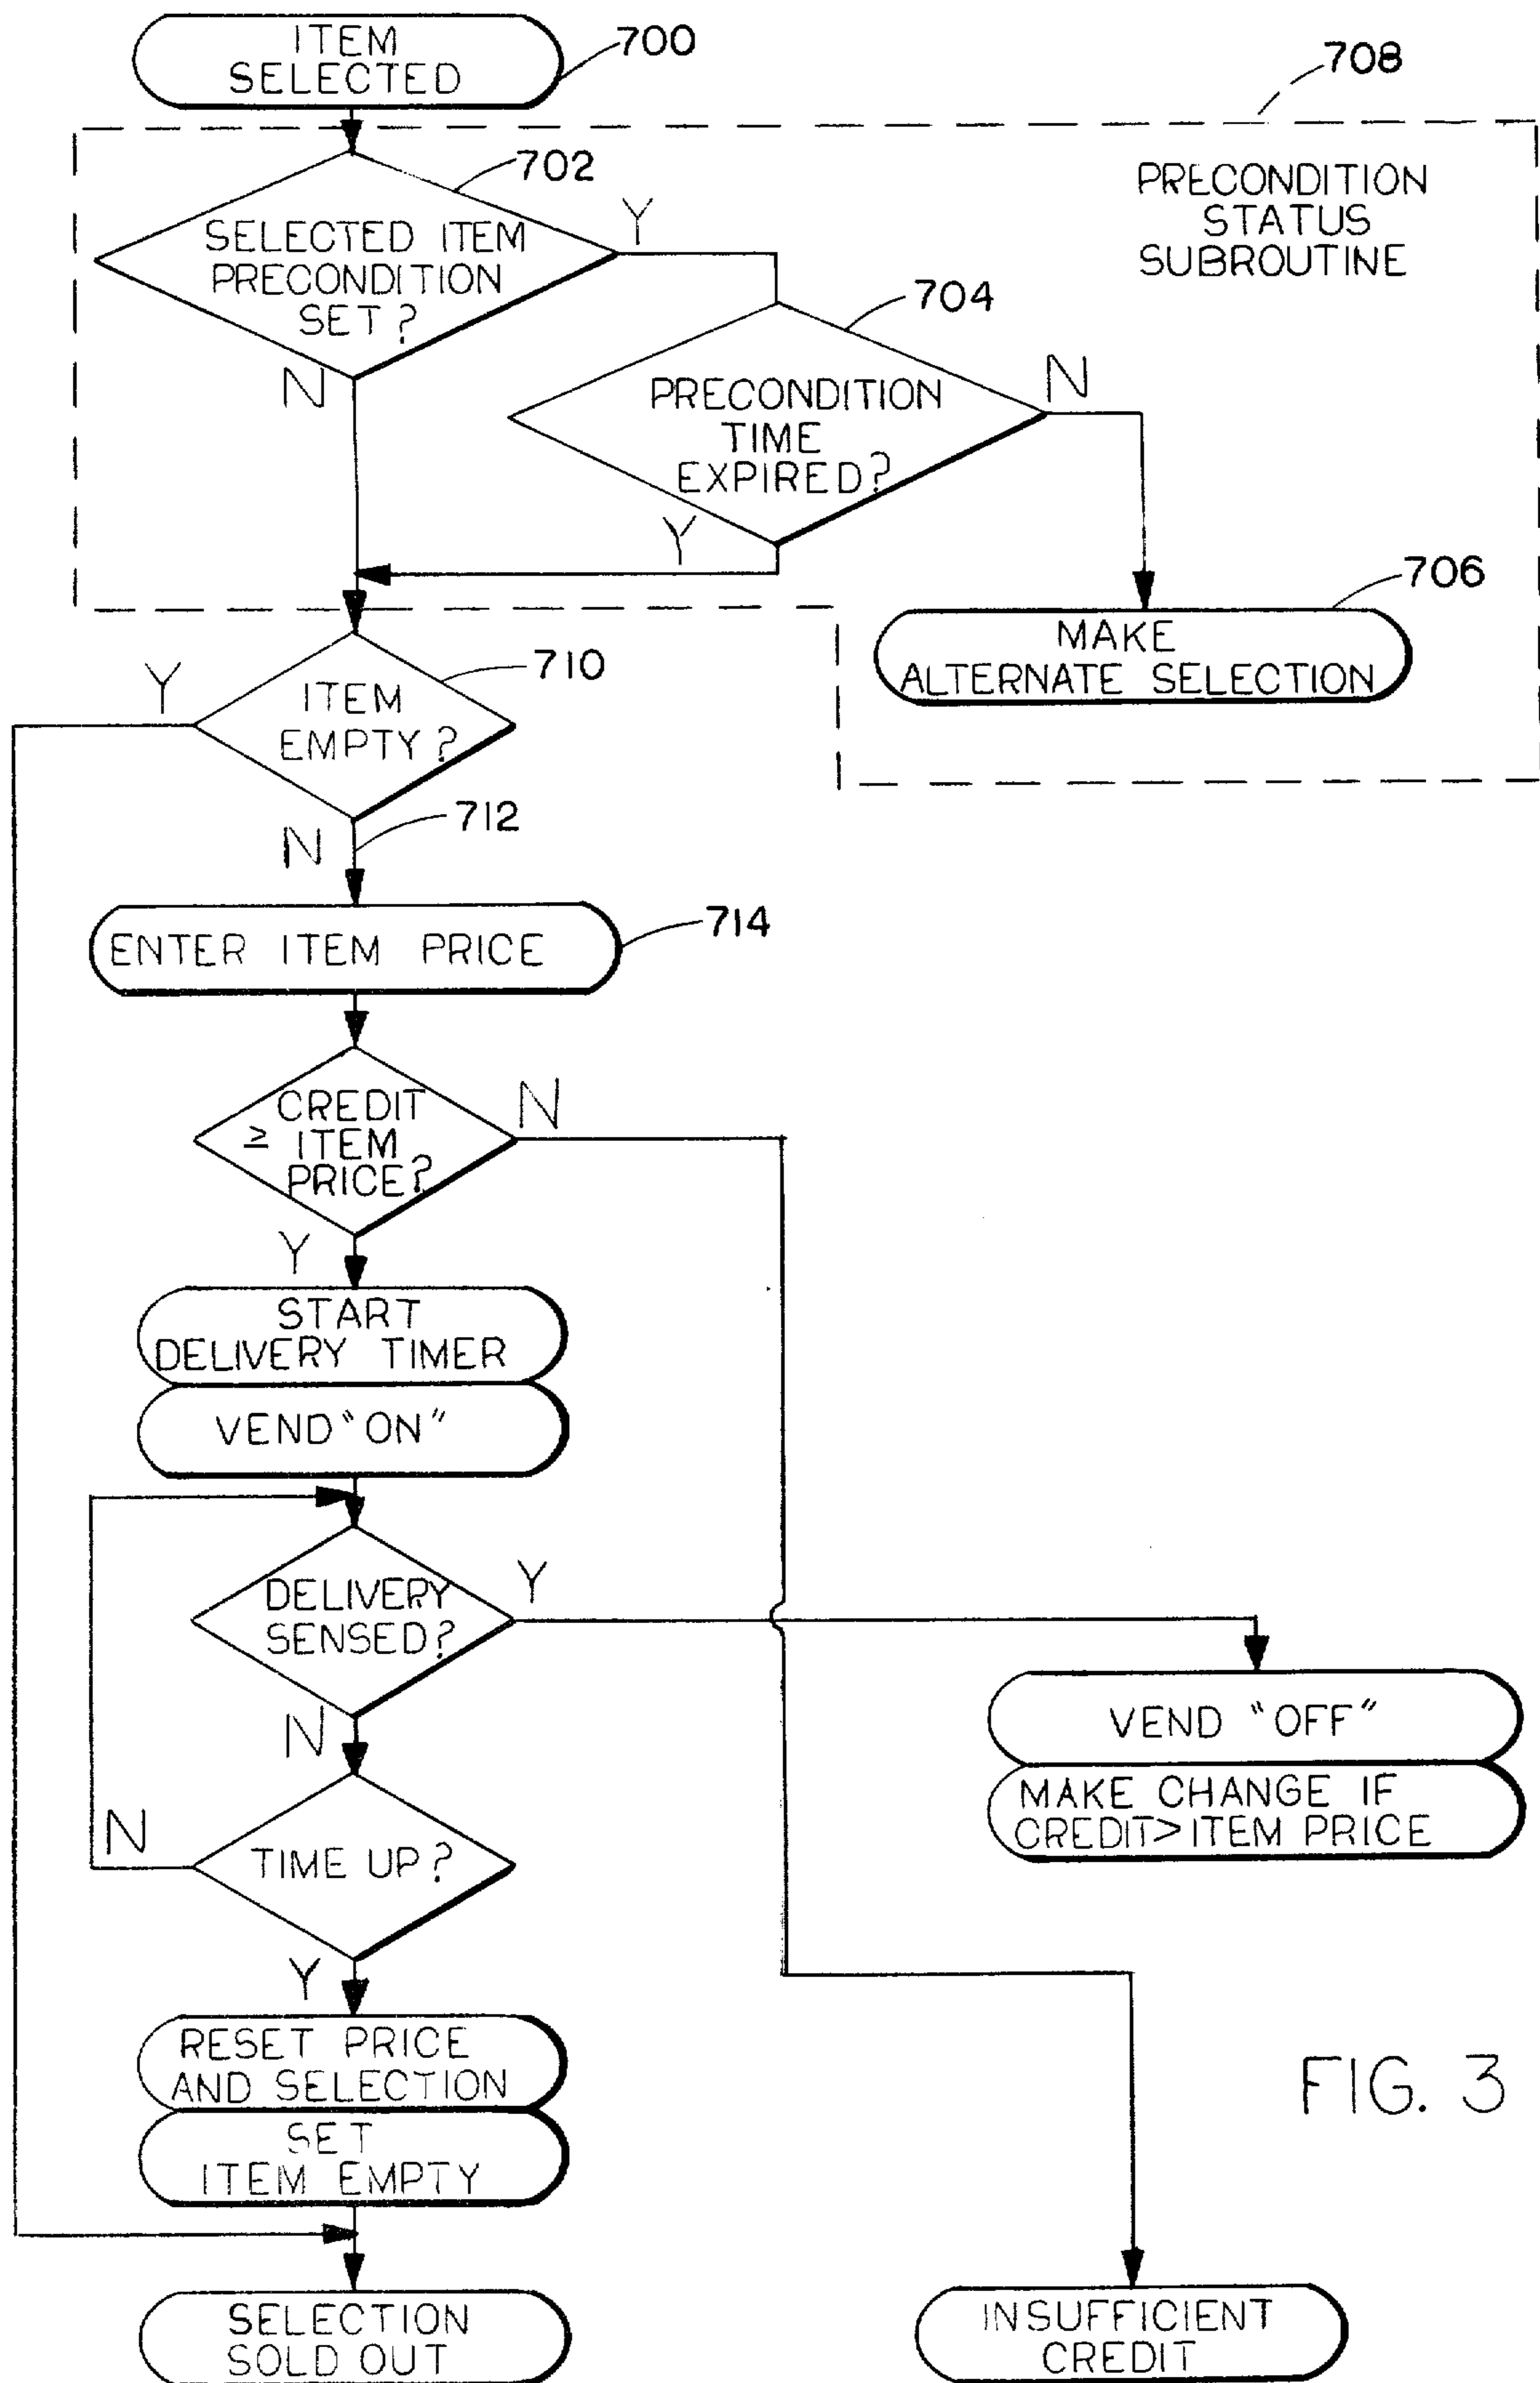 ITEM
SELECTED
700
708
702
Y
PRECONDITION
STATUS
SUBROUTINE
SELECTED ITEM
PRECONDITION
SET?
N
704
N
PRECONDITION
TIME
EXPIRED?
Y
706
MAKE
ALTERNATE SELECTION
710
Y
ITEM
EMPTY?
712
N
714
ENTER ITEM PRICE
CREDIT
≥ ITEM
PRICE?
N
Y
START
DELIVERY TIMER
VEND "ON"
DELIVERY
SENSED?
Y
N
VEND "OFF"
MAKE CHANGE IF
CREDIT>ITEM PRICE
TIME UP?
N
Y
RESET PRICE
AND SELECTION
SET
ITEM EMPTY
FIG. 3
SELECTION
SOLD OUT
INSUFFICIENT
CREDIT